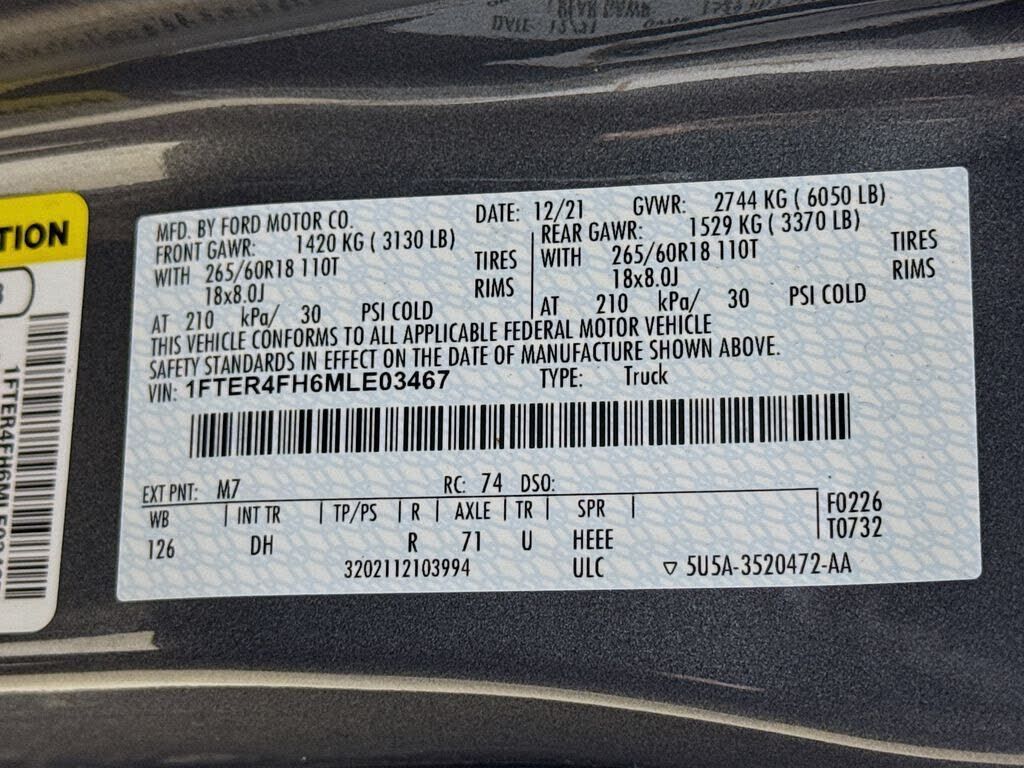 TION
1FTER4FH6MLE0346
MFD. BY FORD MOTOR CO. DATE: 12/21 GVWR: 2744 KG ( 6050 LB)
FRONT GAWR: 1420 KG ( 3130 LB) REAR GAWR: 1529 KG ( 3370 LB)
WITH 265/60R18 110T TIRES WITH 265/60R18 110T TIRES
18x8.0J RIMS 18x8.0J RIMS
AT 210 kPa/ 30 PSI COLD AT 210 kPa/ 30 PSI COLD
THIS VEHICLE CONFORMS TO ALL APPLICABLE FEDERAL MOTOR VEHICLE
SAFETY STANDARDS IN EFFECT ON THE DATE OF MANUFACTURE SHOWN ABOVE.
VIN: 1FTER4FH6MLE03467 TYPE: Truck
EXT PNT: M7 RC: 74 DSO:
WB INT TR TP/PS R AXLE TR SPR F0226
126 DH R 71 U HEEE T0732
3202112103994 ULC 5U5A-3520472-AA